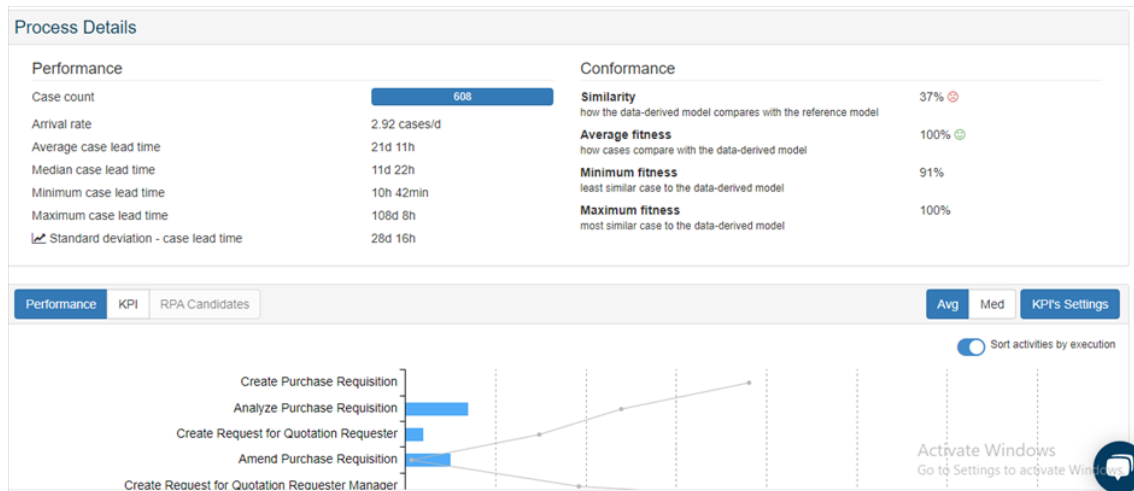 Process Details
Performance
Case count 608
Arrival rate 2.92 cases/d
Average case lead time 21d 11h
Median case lead time 11d 22h
Minimum case lead time 10h 42min
Maximum case lead time 108d 8h
Standard deviation - case lead time 28d 16h
Conformance
Similarity 37%
how the data-derived model compares with the reference model
Average fitness 100%
how cases compare with the data-derived model
Minimum fitness 91%
least similar case to the data-derived model
Maximum fitness 100%
most similar case to the data-derived model
Performance KPI RPA Candidates Avg Med KPI's Settings
Sort activities by execution
Create Purchase Requisition
Analyze Purchase Requisition
Create Request for Quotation Requester
Amend Purchase Requisition
Create Request for Quotation Requester Manager
Activate Windows
Go to Settings to activate Windows.